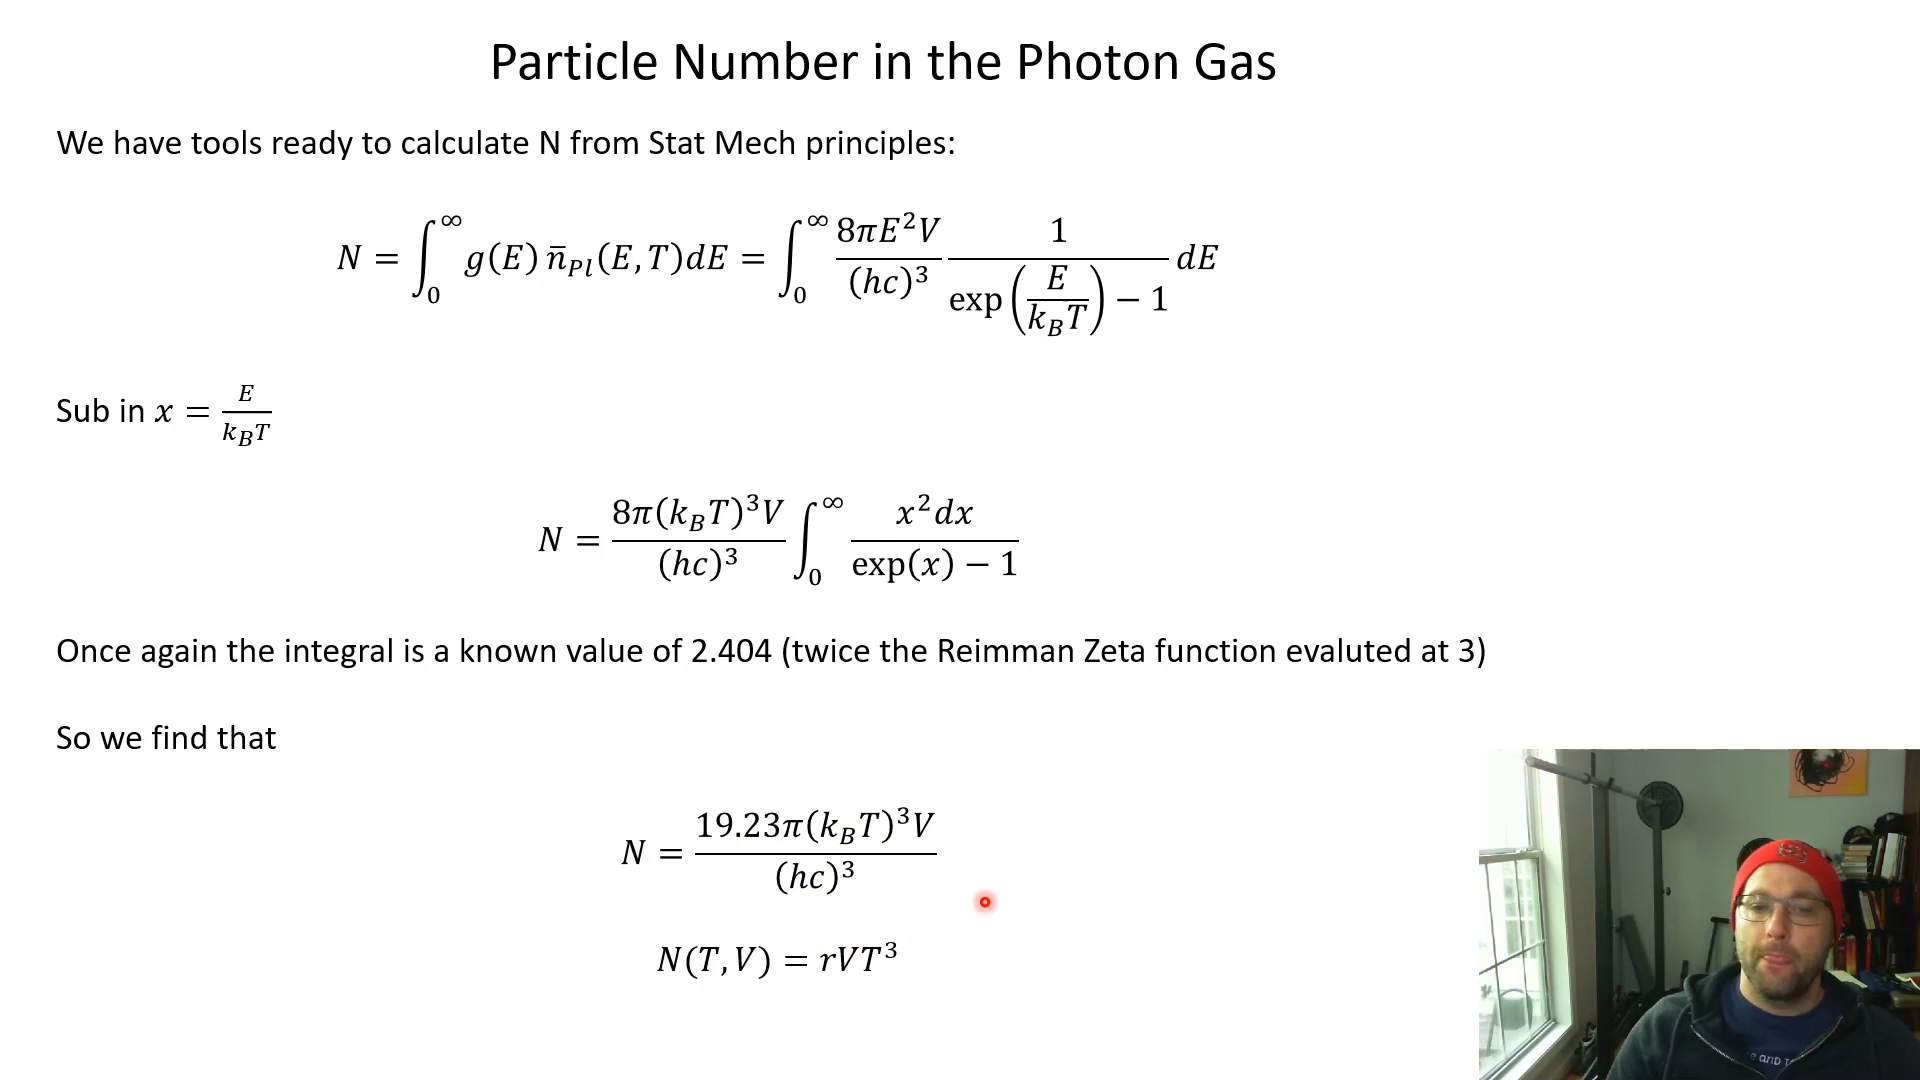 Particle Number in the Photon Gas
We have tools ready to calculate N from Stat Mech principles:
N = ∫₀^∞ g(E) n̄_Pl(E, T)dE = ∫₀^∞ 8πE²V/(hc)³ 1/(exp(E/(k_BT)) − 1) dE
Sub in x = E/(k_BT)
N = 8π(k_BT)³V/(hc)³ ∫₀^∞ x²dx/(exp(x) − 1)
Once again the integral is a known value of 2.404 (twice the Reimman Zeta function evaluted at 3)
So we find that
N = 19.23π(k_BT)³V/(hc)³
N(T, V) = rVT³